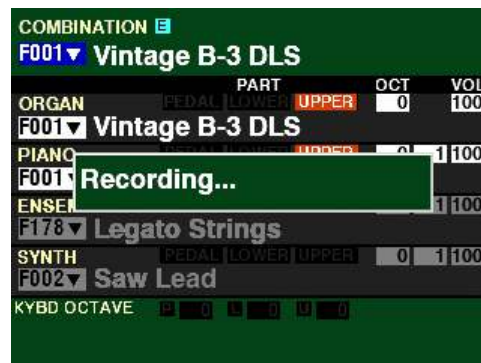 COMBINATION E
F001▼ Vintage B-3 DLS
PART OCT VOL
ORGAN PEDAL LOWER UPPER 0 100
F001▼ Vintage B-3 DLS
PIANO UPPER 0 1 100
F001
Recording...
1 100
F178▼ Legato Strings
SYNTH PEDAL LOWER UPPER 0 1 100
F002▼ Saw Lead
KYBD OCTAVE P 0 L 0 U 0